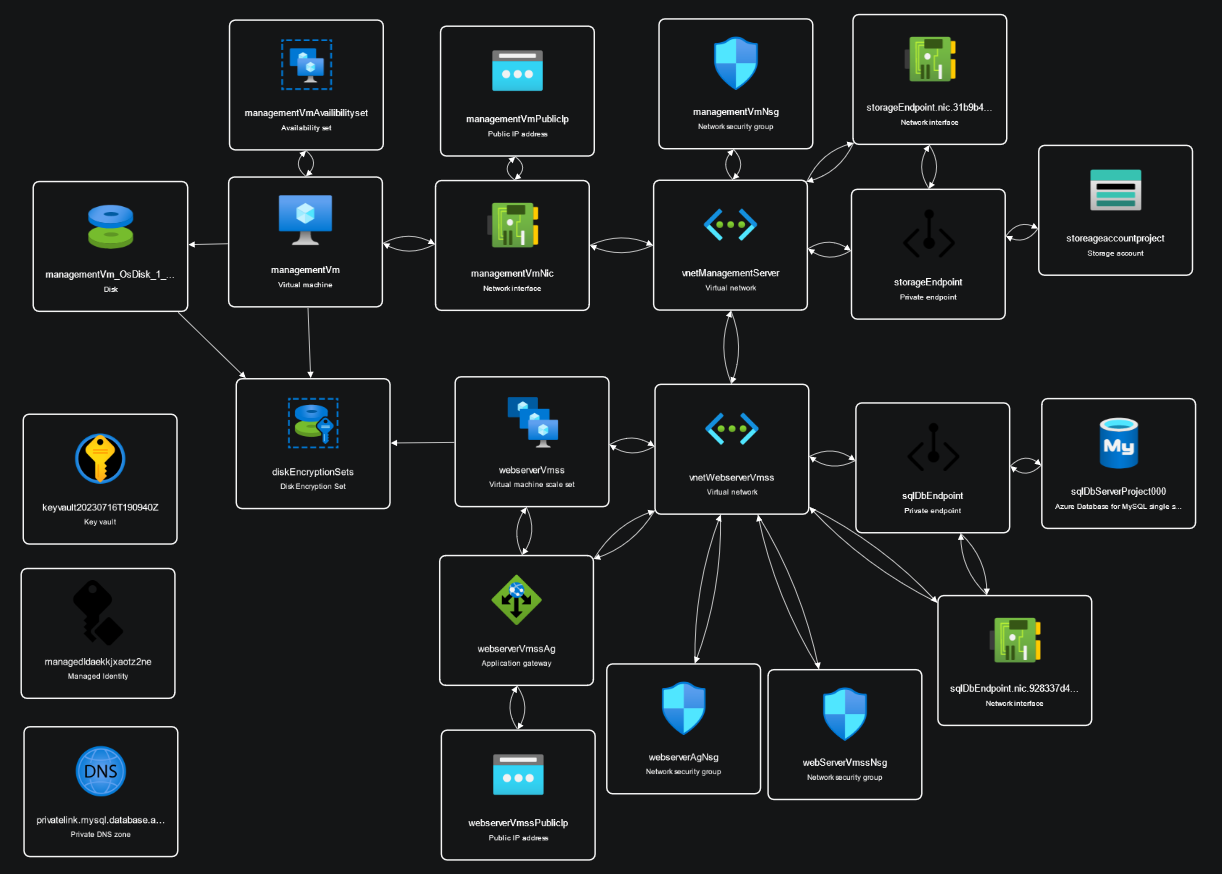 managementVmAvailibilityset
Availability set
managementVmPublicIp
Public IP address
managementVmNsg
Network security group
storageEndpoint.nic.31b9b4...
Network interface
managementVm_OsDisk_1_...
Disk
managementVm
Virtual machine
managementVmNic
Network interface
vnetManagementServer
Virtual network
storageEndpoint
Private endpoint
storeageaccountproject
Storage account
keyvault20230716T190940Z
Key vault
diskEncryptionSets
Disk Encryption Set
webserverVmss
Virtual machine scale set
vnetWebserverVmss
Virtual network
sqlDbEndpoint
Private endpoint
My
sqlDbServerProject000
Azure Database for MySQL single s...
managedIdaekkjxaotz2ne
Managed Identity
webserverVmssAg
Application gateway
webserverAgNsg
Network security group
webServerVmssNsg
Network security group
sqlDbEndpoint.nic.928337d4...
Network interface
DNS
privatelink.mysql.database.a...
Private DNS zone
webserverVmssPublicIp
Public IP address